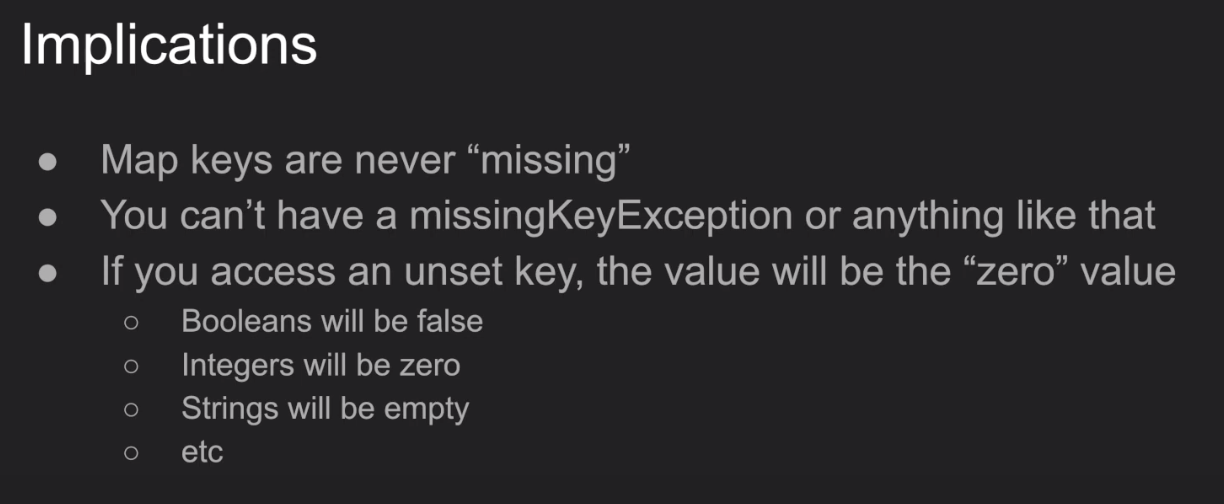 Implications
● Map keys are never “missing”
● You can’t have a missingKeyException or anything like that
● If you access an unset key, the value will be the “zero” value
○ Booleans will be false
○ Integers will be zero
○ Strings will be empty
○ etc